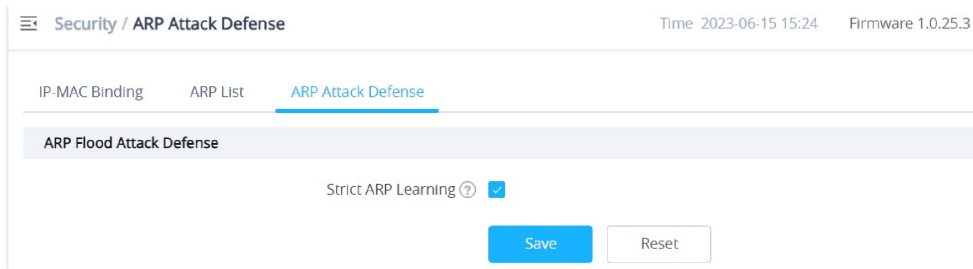 Security / ARP Attack Defense Time 2023-06-15 15:24 Firmware 1.0.25.3
IP-MAC Binding ARP List ARP Attack Defense
ARP Flood Attack Defense
Strict ARP Learning ?
Save Reset